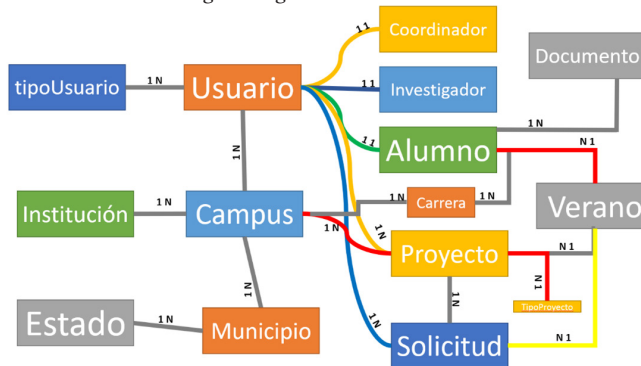 Coordinador
1 1
Documento
tipoUsuario
1 N
Usuario
1 1
Investigador
1 1
1 N
Alumno
N 1
1 N
Institución
1 N
Campus
1 N
Carrera
1 N
Verano
1 N
1 N
Proyecto
N 1
1 N
N 1
TipoProyecto
1 N
Estado
1 N
Municipio
1 N
Solicitud
N 1